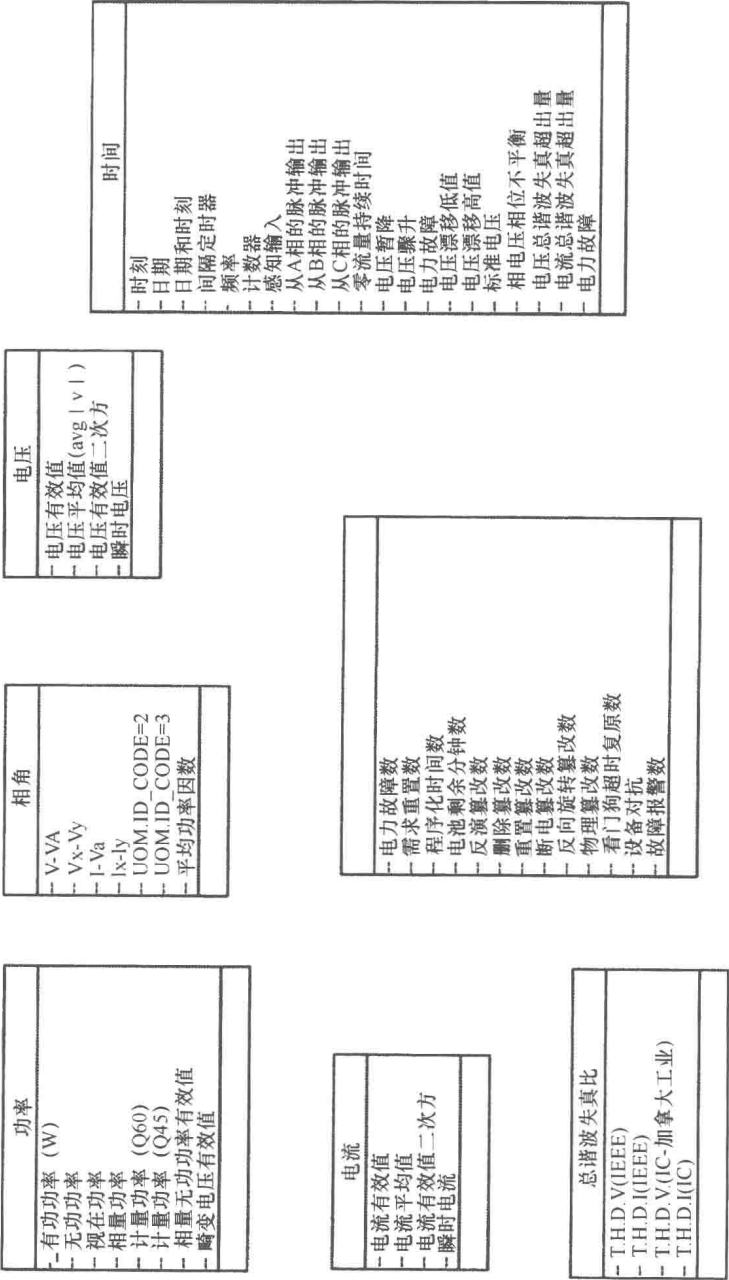 功率
- 有功功率 (W)
- 无功功率
- 视在功率
- 相量功率
- 计量功率 (Q60)
- 计量功率 (Q45)
- 相量无功功率有效值
- 畸变电压有效值
相角
- V-VA
- Vx-Vy
- I-Va
- Ix-Iy
- UOM.ID_CODE=2
- UOM.ID_CODE=3
- 平均功率因数
电压
- 电压有效值
- 电压平均值(avg | v | )
- 电压有效值二次方
- 瞬时电压
时间
- 时刻
- 日期
- 日期和时刻
- 间隔定时器
- 频率
- 计数器
- 感知输入
- 从A相的脉冲输出
- 从B相的脉冲输出
- 从C相的脉冲输出
- 零流量持续时间
- 电压暂降
- 电压骤升
- 电力故障
- 电压漂移低值
- 电压漂移高值
- 标准电压
- 相电压相位不平衡
- 电压总谐波失真超出量
- 电流总谐波失真超出量
- 电力故障
电流
- 电流有效值
- 电流平均值
- 电流有效值二次方
- 瞬时电流
- 电力故障数
- 需求重置数
- 程序化时间数
- 电池剩余分钟数
- 反演篡改数
- 删除篡改数
- 重置篡改数
- 断电篡改数
- 反向旋转篡改数
- 物理篡改数
- 看门狗超时复原数
- 设备对抗
- 故障报警数
总谐波失真比
- T.H.D.V(IEEE)
- T.H.D.I(IEEE)
- T.H.D.V(IC-加拿大工业)
- T.H.D.I(IC)